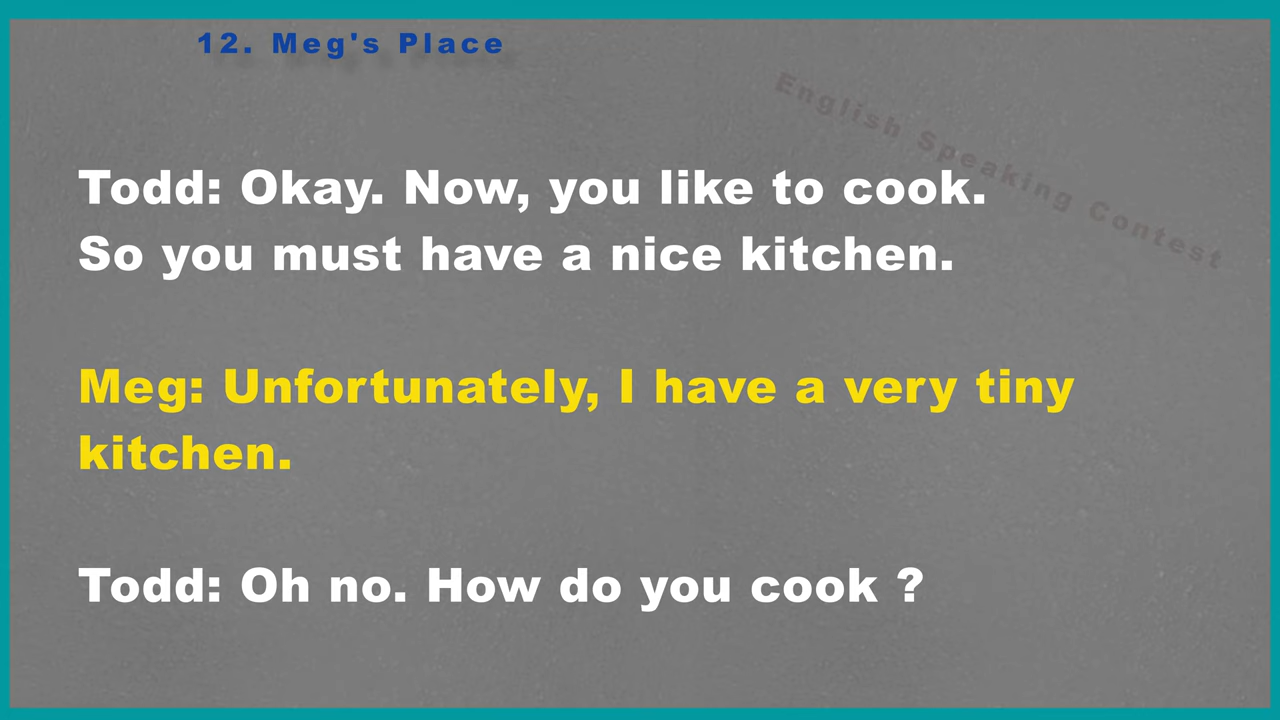 12. Meg's Place
English Speaking Contest
Todd: Okay. Now, you like to cook.
So you must have a nice kitchen.
Meg: Unfortunately, I have a very tiny
kitchen.
Todd: Oh no. How do you cook ?